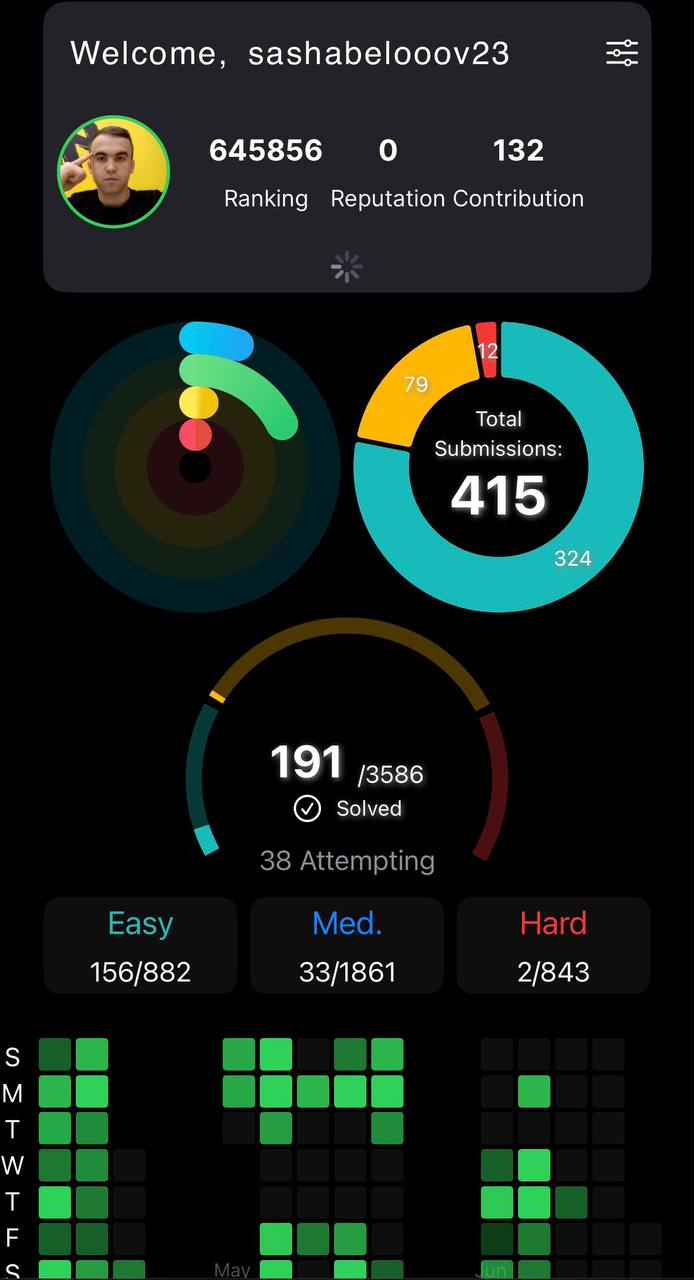 Welcome, sashabelooov23
645856 0 132
Ranking Reputation Contribution
79
12
Total
Submissions:
415
324
191 /3586
Solved
38 Attempting
Easy Med. Hard
156/882 33/1861 2/843
S
M
T
W
T
F
S
May Jun